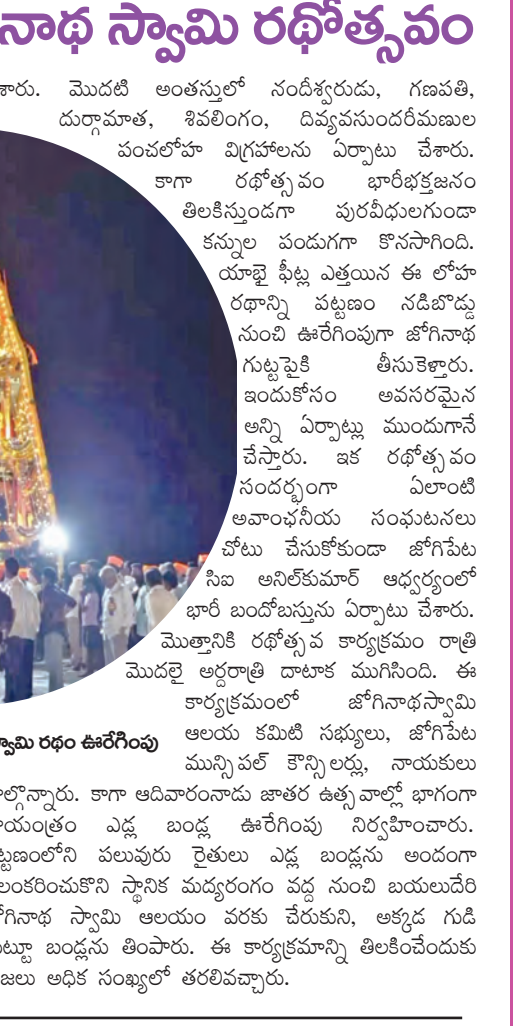 నాథ స్వామి రథోత్సవం
శారు. మొదటి అంతస్తులో నందీశ్వరుడు, గణపతి,
దుర్గామాత, శివలింగం, దివ్యవసుందరీమణుల
పంచలోహ విగ్రహాలను ఏర్పాటు చేశారు.
కాగా రథోత్సవం భారీభక్తజనం
తిలకిస్తుండగా పురవీధులగుండా
కన్నుల పండుగగా కొనసాగింది.
యాభై ఫీట్ల ఎత్తయిన ఈ లోహ
రథాన్ని పట్టణం నడిబొడ్డు
నుంచి ఊరేగింపుగా జోగినాథ
గుట్టపైకి తీసుకెళ్తారు.
ఇందుకోసం అవసరమైన
అన్ని ఏర్పాట్లు ముందుగానే
చేస్తారు. ఇక రథోత్సవం
సందర్భంగా ఏలాంటి
అవాంఛనీయ సంఘటనలు
చోటు చేసుకోకుండా జోగిపేట
సిఐ అనిల్‌కుమార్ ఆధ్వర్యంలో
భారీ బందోబస్తును ఏర్పాటు చేశారు.
మొత్తానికి రథోత్సవ కార్యక్రమం రాత్రి
మొదలై అర్దరాత్రి దాటాక ముగిసింది. ఈ
కార్యక్రమంలో జోగినాథస్వామి
ఆలయ కమిటి సభ్యులు, జోగిపేట
మున్సిపల్ కౌన్సిలర్లు, నాయకులు
స్వామి రథం ఊరేగింపు
ాల్గొన్నారు. కాగా ఆదివారంనాడు జాతర ఉత్సవాల్లో భాగంగా
ాయంత్రం ఎడ్ల బండ్ల ఊరేగింపు నిర్వహించారు.
ట్టణంలోని పలువురు రైతులు ఎడ్ల బండ్లను అందంగా
లంకరించుకొని స్థానిక మద్యరంగం వద్ద నుంచి బయలుదేరి
ోగినాథ స్వామి ఆలయం వరకు చేరుకుని, అక్కడ గుడి
ుట్టూ బండ్లను తింపారు. ఈ కార్యక్రమాన్ని తిలకించేందుకు
జలు అధిక సంఖ్యలో తరలివచ్చారు.